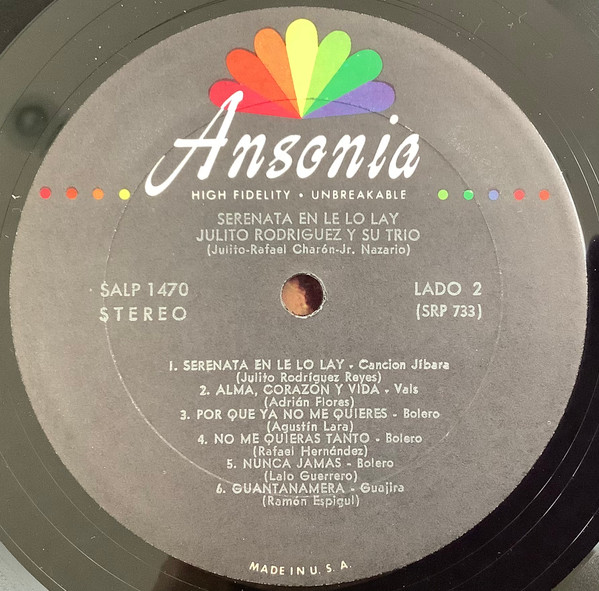 Ansonia
HIGH FIDELITY • UNBREAKABLE
SERENATA EN LE LO LAY
JULITO RODRIGUEZ Y SU TRIO
(Julito-Rafael Charón-Jr. Nazario)
SALP 1470
STEREO
LADO 2
(SRP 733)
1. SERENATA EN LE LO LAY - Cancion Jíbara
(Julito Rodríguez Reyes)
2. ALMA, CORAZÓN Y VIDA - Vals
(Adrián Flores)
3. POR QUE YA NO ME QUIERES - Bolero
(Agustín Lara)
4. NO ME QUIERAS TANTO - Bolero
(Rafael Hernández)
5. NUNCA JAMAS - Bolero
(Lalo Guerrero)
6. GUANTANAMERA - Guajira
(Ramón Espigul)
MADE IN U. S. A.